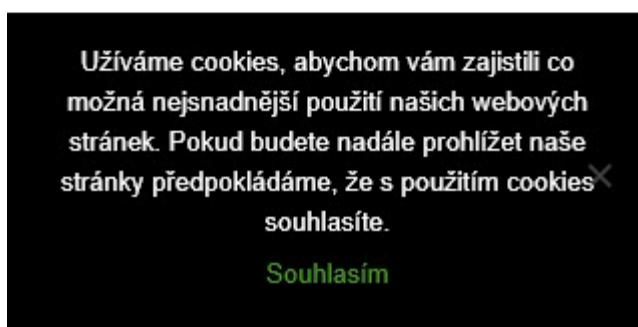 Užíváme cookies, abychom vám zajistili co
možná nejsnadnější použití našich webových
stránek. Pokud budete nadále prohlížet naše
stránky předpokládáme, že s použitím cookies
souhlasíte.
Souhlasím